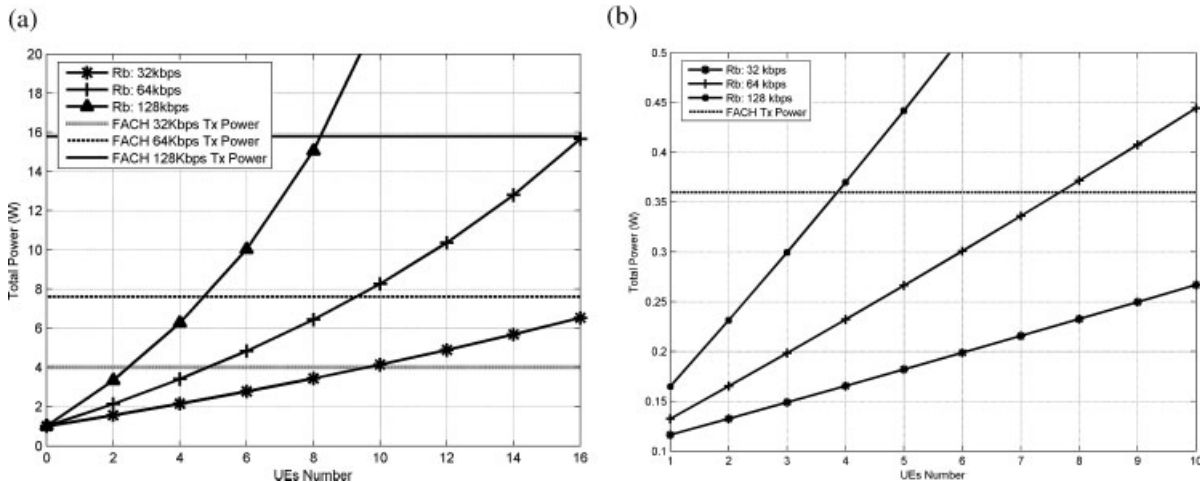 (a)
20
18
16
14
12
10
8
6
4
2
0
Total Power (W)
Rb: 32kbps
Rb: 64kbps
Rb: 128kbps
FACH 32Kbps Tx Power
FACH 64Kbps Tx Power
FACH 128Kbps Tx Power
0 2 4 6 8 10 12 14 16
UEs Number
(b)
0.5
0.45
0.4
0.35
0.3
0.25
0.2
0.15
0.1
Total Power (W)
Rb: 32 kbps
Rb: 64 kbps
Rb: 128 kbps
FACH Tx Power
1 2 3 4 5 6 7 8 9 10
UEs Number